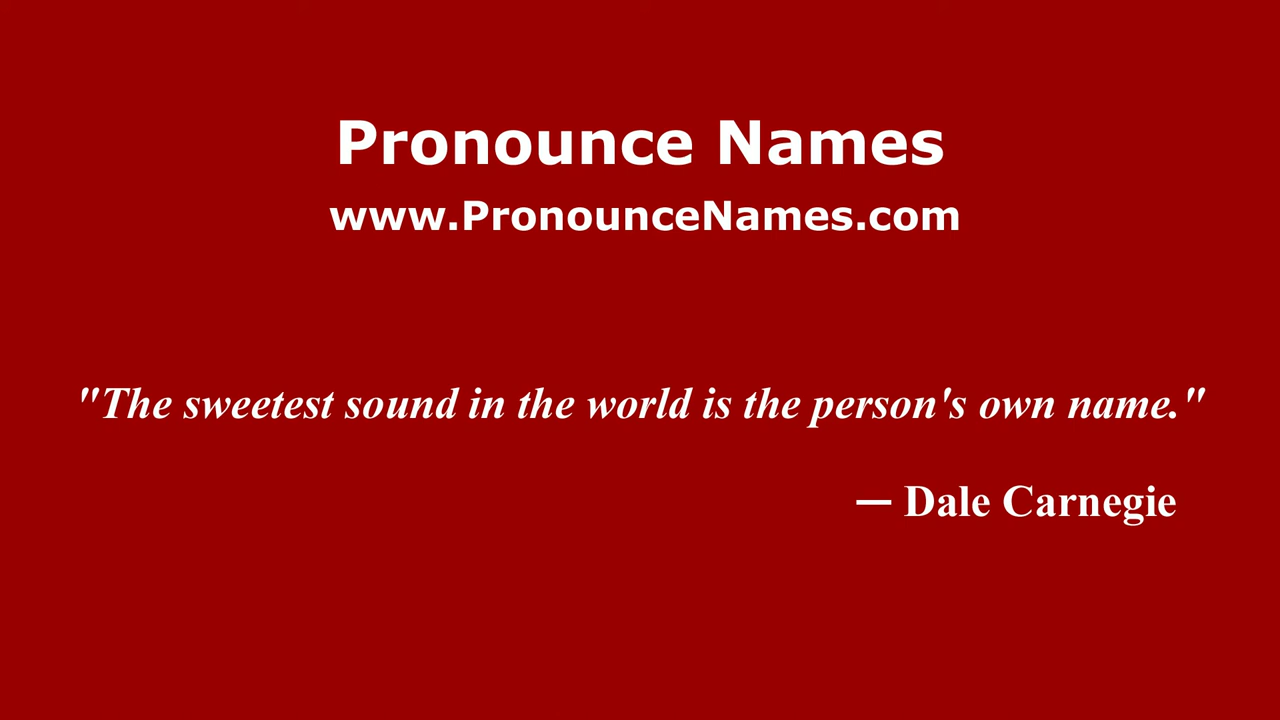 Pronounce Names
www.PronounceNames.com
"The sweetest sound in the world is the person's own name."
— Dale Carnegie